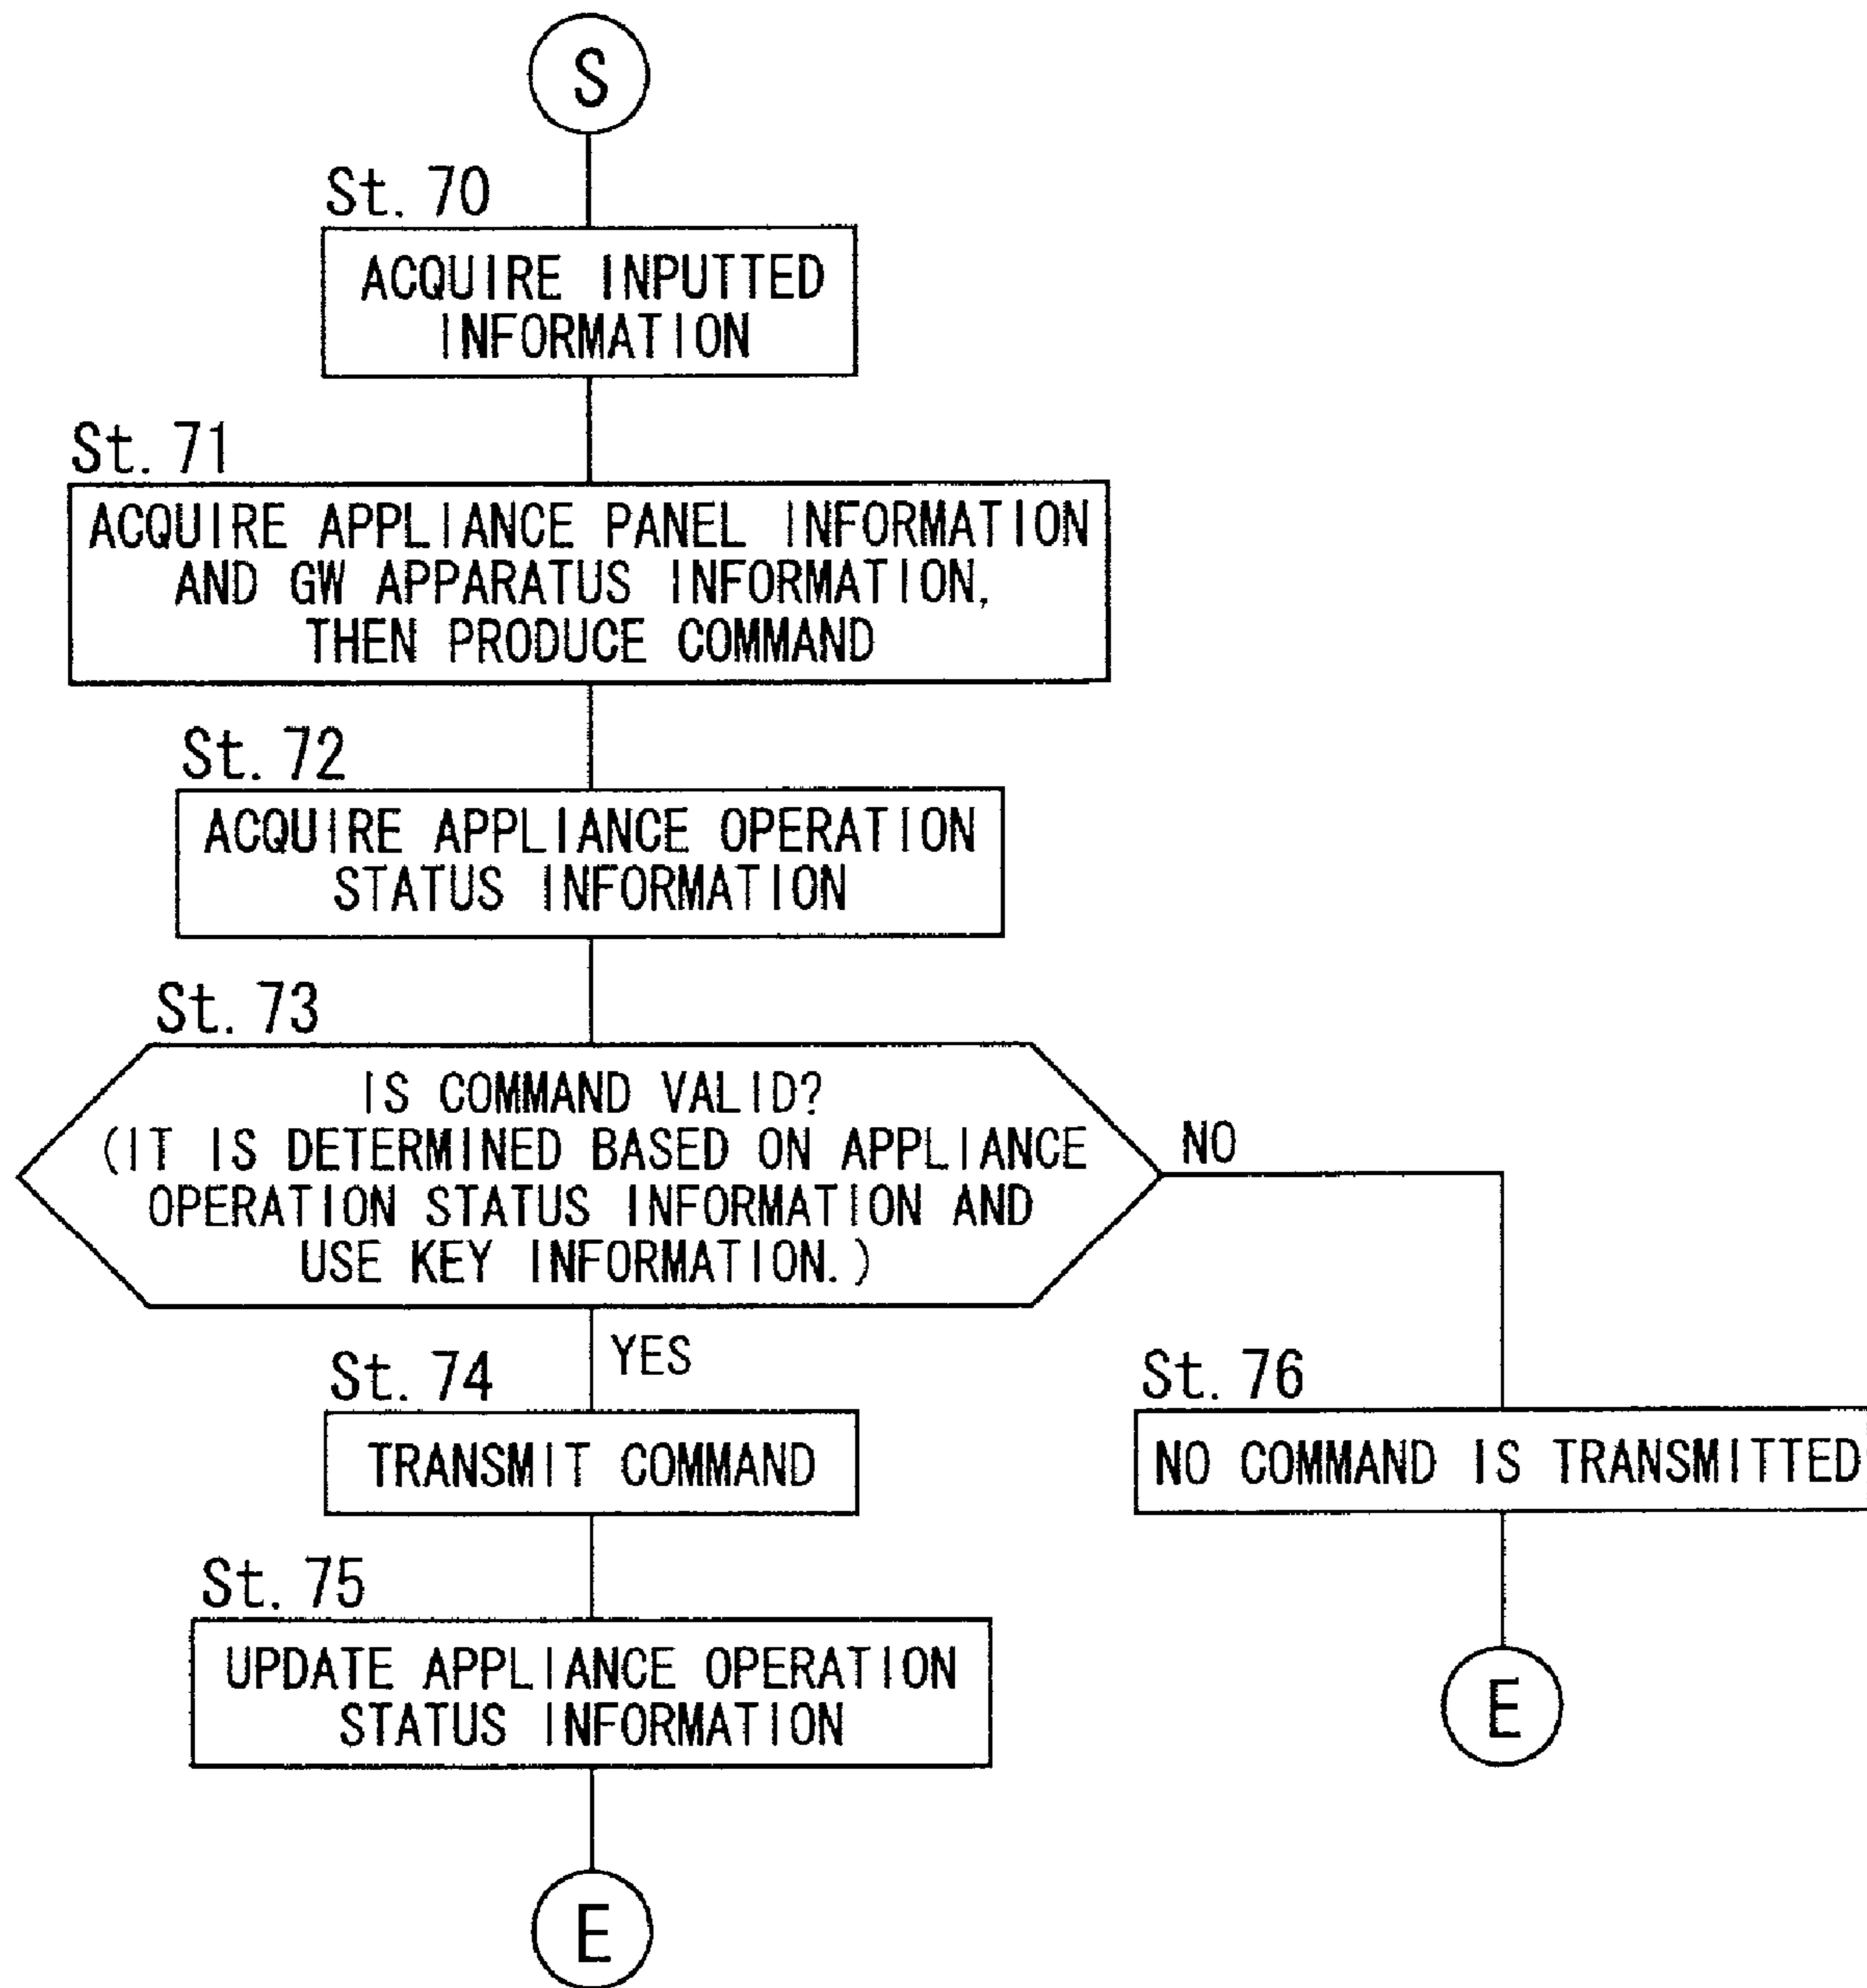 S
St. 70
ACQUIRE INPUTTED
INFORMATION
St. 71
ACQUIRE APPLIANCE PANEL INFORMATION
AND GW APPARATUS INFORMATION,
THEN PRODUCE COMMAND
St. 72
ACQUIRE APPLIANCE OPERATION
STATUS INFORMATION
St. 73
IS COMMAND VALID?
(IT IS DETERMINED BASED ON APPLIANCE
OPERATION STATUS INFORMATION AND
USE KEY INFORMATION.)
NO
YES
St. 74
TRANSMIT COMMAND
St. 76
NO COMMAND IS TRANSMITTED
St. 75
UPDATE APPLIANCE OPERATION
STATUS INFORMATION
E
E